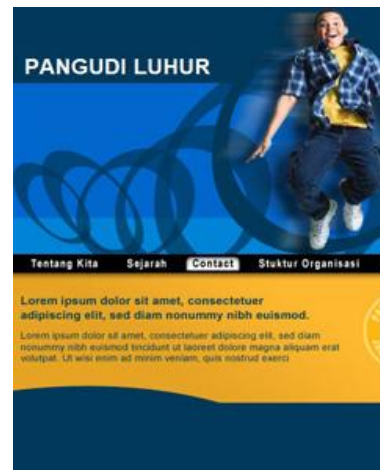 PANGUDI LUHUR
Tentang Kita Sejarah Contact Stuktur Organisasi
Lorem ipsum dolor sit amet, consectetuer
adipiscing elit, sed diam nonummy nibh euismod.
Lorem ipsum dolor sit amet, consectetuer adipiscing elit, sed diam
nonummy nibh euismod tincidunt ut laoreet dolore magna aliquam erat
volutpat. Ut wisi enim ad minim veniam, quis nostrud exerci